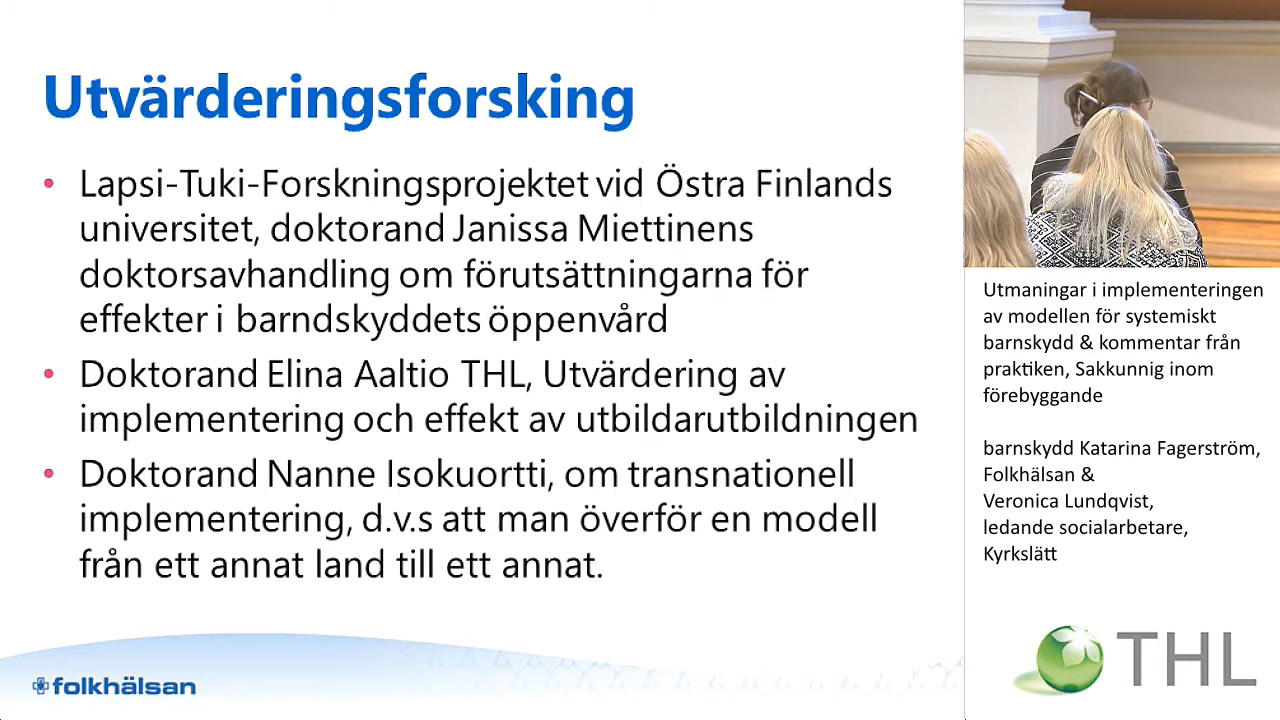 Utvärderingsforsking
• Lapsi-Tuki-Forskningsprojektet vid Östra Finlands
universitet, doktorand Janissa Miettinens
doktorsavhandling om förutsättningarna för
effekter i barndskyddets öppenvård
• Doktorand Elina Aaltio THL, Utvärdering av
implementering och effekt av utbildarutbildningen
• Doktorand Nanne Isokuortti, om transnationell
implementering, d.v.s att man överför en modell
från ett annat land till ett annat.
folkhälsan
Utmaningar i implementeringen
av modellen för systemiskt
barnskydd & kommentar från
praktiken, Sakkunnig inom
förebyggande
barnskydd Katarina Fagerström,
Folkhälsan &
Veronica Lundqvist,
ledande socialarbetare,
Kyrkslätt
THL